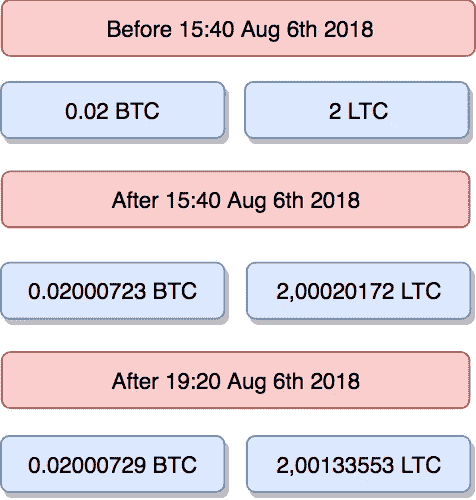 Before 15:40 Aug 6th 2018
0.02 BTC
2 LTC
After 15:40 Aug 6th 2018
0.02000723 BTC
2,00020172 LTC
After 19:20 Aug 6th 2018
0.02000729 BTC
2,00133553 LTC